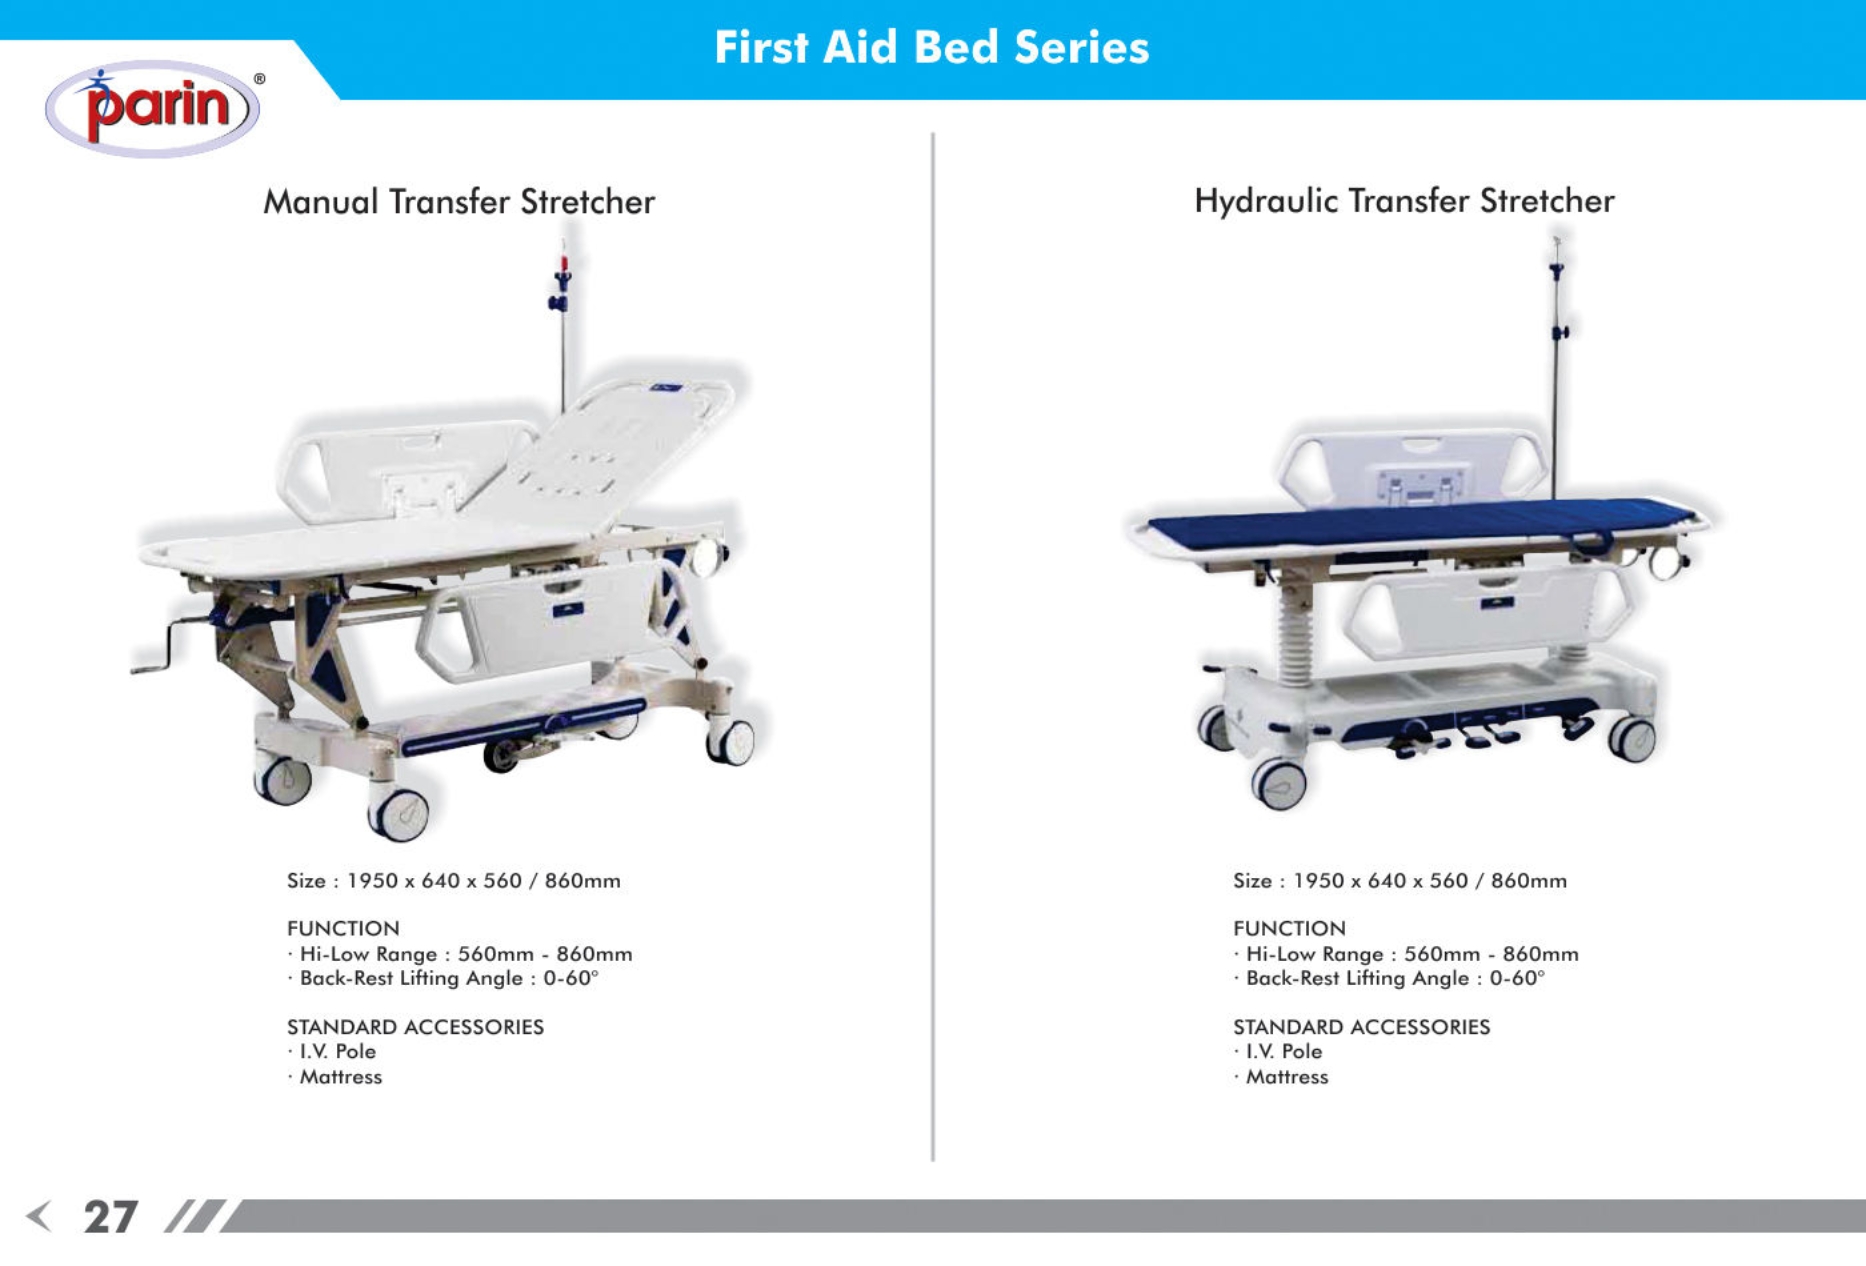 First Aid Bed Series
parin®
Manual Transfer Stretcher
Size : 1950 x 640 x 560 / 860mm
FUNCTION
· Hi-Low Range : 560mm - 860mm
· Back-Rest Lifting Angle : 0-60°
STANDARD ACCESSORIES
· I.V. Pole
· Mattress
Hydraulic Transfer Stretcher
Size : 1950 x 640 x 560 / 860mm
FUNCTION
· Hi-Low Range : 560mm - 860mm
· Back-Rest Lifting Angle : 0-60°
STANDARD ACCESSORIES
· I.V. Pole
· Mattress
27